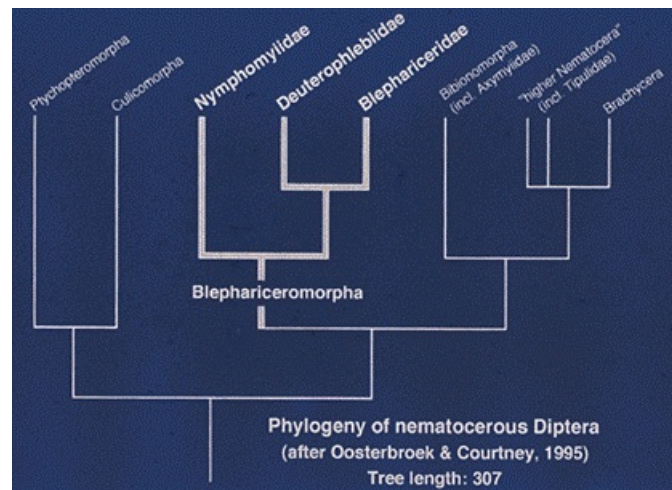 Ptychopteromorpha
Culicomorpha
Nymphomyiidae
Deuterophlebiidae
Blephariceridae
Bibionomorpha
(incl. Axymyiidae)
"higher Nematocera"
(incl. Tipulidae)
Brachycera
Blephariceromorpha
Phylogeny of nematocerous Diptera
(after Oosterbroek & Courtney, 1995)
Tree length: 307